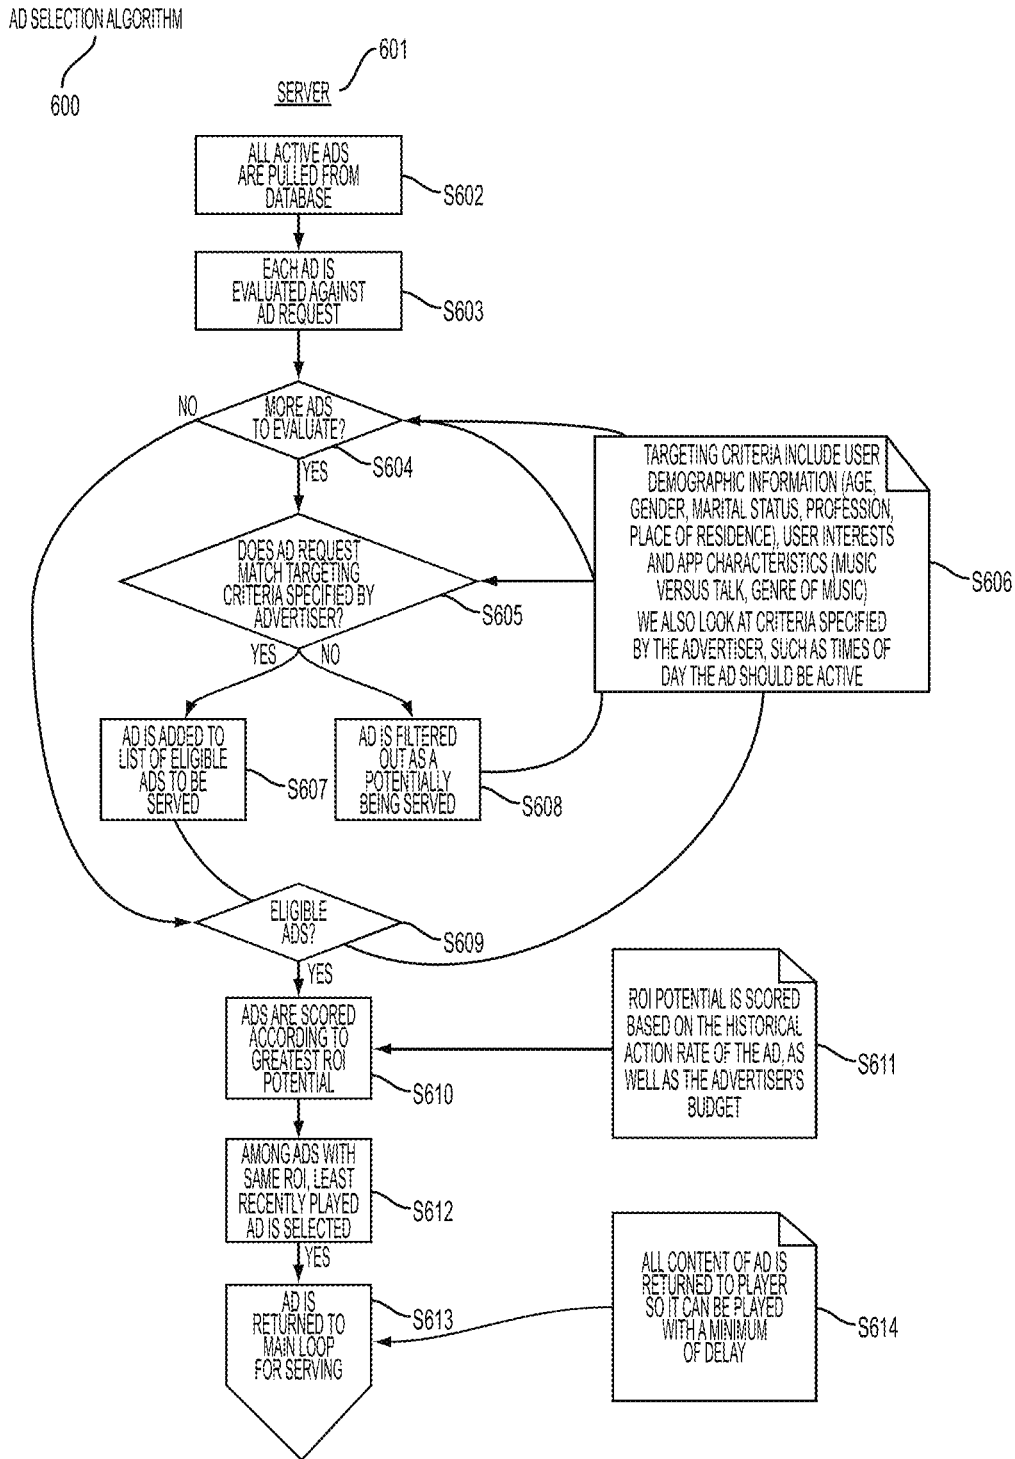 AD SELECTION ALGORITHM
600
601
SERVER
ALL ACTIVE ADS
ARE PULLED FROM
DATABASE
S602
EACH AD IS
EVALUATED AGAINST
AD REQUEST
S603
NO
MORE ADS
TO EVALUATE?
S604
YES
TARGETING CRITERIA INCLUDE USER
DEMOGRAPHIC INFORMATION (AGE,
GENDER, MARITAL STATUS, PROFESSION,
PLACE OF RESIDENCE), USER INTERESTS
AND APP CHARACTERISTICS (MUSIC
VERSUS TALK, GENRE OF MUSIC)
WE ALSO LOOK AT CRITERIA SPECIFIED
BY THE ADVERTISER, SUCH AS TIMES OF
DAY THE AD SHOULD BE ACTIVE
S606
DOES AD REQUEST
MATCH TARGETING
CRITERIA SPECIFIED BY
ADVERTISER?
S605
YES
NO
AD IS ADDED TO
LIST OF ELIGIBLE
ADS TO BE
SERVED
S607
AD IS FILTERED
OUT AS A
POTENTIALLY
BEING SERVED
S608
ELIGIBLE
ADS?
S609
YES
ADS ARE SCORED
ACCORDING TO
GREATEST ROI
POTENTIAL
S610
ROI POTENTIAL IS SCORED
BASED ON THE HISTORICAL
ACTION RATE OF THE AD, AS
WELL AS THE ADVERTISER'S
BUDGET
S611
AMONG ADS WITH
SAME ROI, LEAST
RECENTLY PLAYED
AD IS SELECTED
S612
YES
AD IS
RETURNED TO
MAIN LOOP
FOR SERVING
S613
ALL CONTENT OF AD IS
RETURNED TO PLAYER
SO IT CAN BE PLAYED
WITH A MINIMUM
OF DELAY
S614